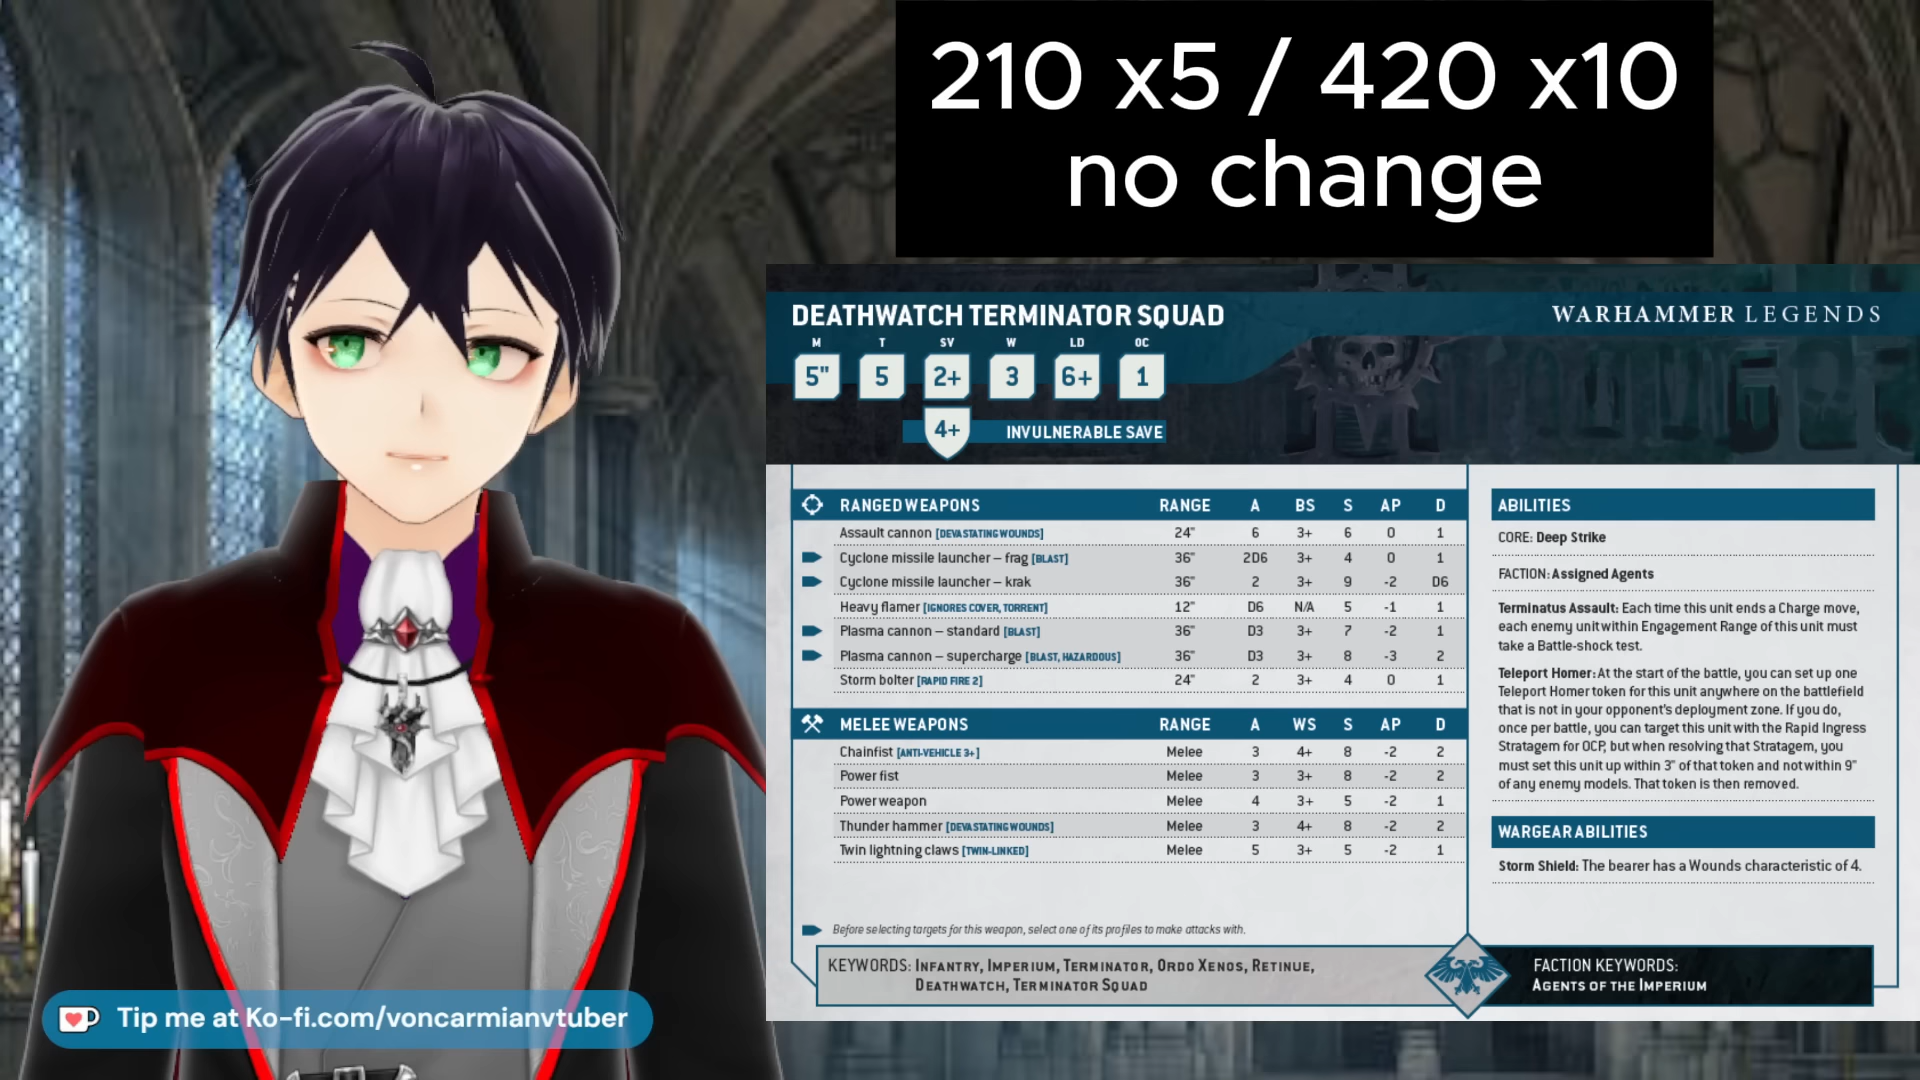 210 x5 / 420 x10
no change
DEATHWATCH TERMINATOR SQUAD
WARHAMMER LEGENDS
M T SV W LD OC
5" 5 2+ 3 6+ 1
4+ INVULNERABLE SAVE
RANGED WEAPONS RANGE A BS S AP D
Assault cannon [DEVASTATING WOUNDS] 24" 6 3+ 6 0 1
Cyclone missile launcher – frag [BLAST] 36" 2D6 3+ 4 0 1
Cyclone missile launcher – krak 36" 2 3+ 9 -2 D6
Heavy flamer [IGNORES COVER, TORRENT] 12" D6 N/A 5 -1 1
Plasma cannon – standard [BLAST] 36" D3 3+ 7 -2 1
Plasma cannon – supercharge [BLAST, HAZARDOUS] 36" D3 3+ 8 -3 2
Storm bolter [RAPID FIRE 2] 24" 2 3+ 4 0 1
MELEE WEAPONS RANGE A WS S AP D
Chainfist [ANTI-VEHICLE 3+] Melee 3 4+ 8 -2 2
Power fist Melee 3 3+ 8 -2 2
Power weapon Melee 4 3+ 5 -2 1
Thunder hammer [DEVASTATING WOUNDS] Melee 3 4+ 8 -2 2
Twin lightning claws [TWIN-LINKED] Melee 5 3+ 5 -2 1
Before selecting targets for this weapon, select one of its profiles to make attacks with.
KEYWORDS: INFANTRY, IMPERIUM, TERMINATOR, ORDO XENOS, RETINUE,
DEATHWATCH, TERMINATOR SQUAD
ABILITIES
CORE: Deep Strike
FACTION: Assigned Agents
Terminatus Assault: Each time this unit ends a Charge move,
each enemy unit within Engagement Range of this unit must
take a Battle-shock test.
Teleport Homer: At the start of the battle, you can set up one
Teleport Homer token for this unit anywhere on the battlefield
that is not in your opponent's deployment zone. If you do,
once per battle, you can target this unit with the Rapid Ingress
Stratagem for 0CP, but when resolving that Stratagem, you
must set this unit up within 3" of that token and not within 9"
of any enemy models. That token is then removed.
WARGEAR ABILITIES
Storm Shield: The bearer has a Wounds characteristic of 4.
FACTION KEYWORDS:
AGENTS OF THE IMPERIUM
Tip me at Ko-fi.com/voncarmianvtuber